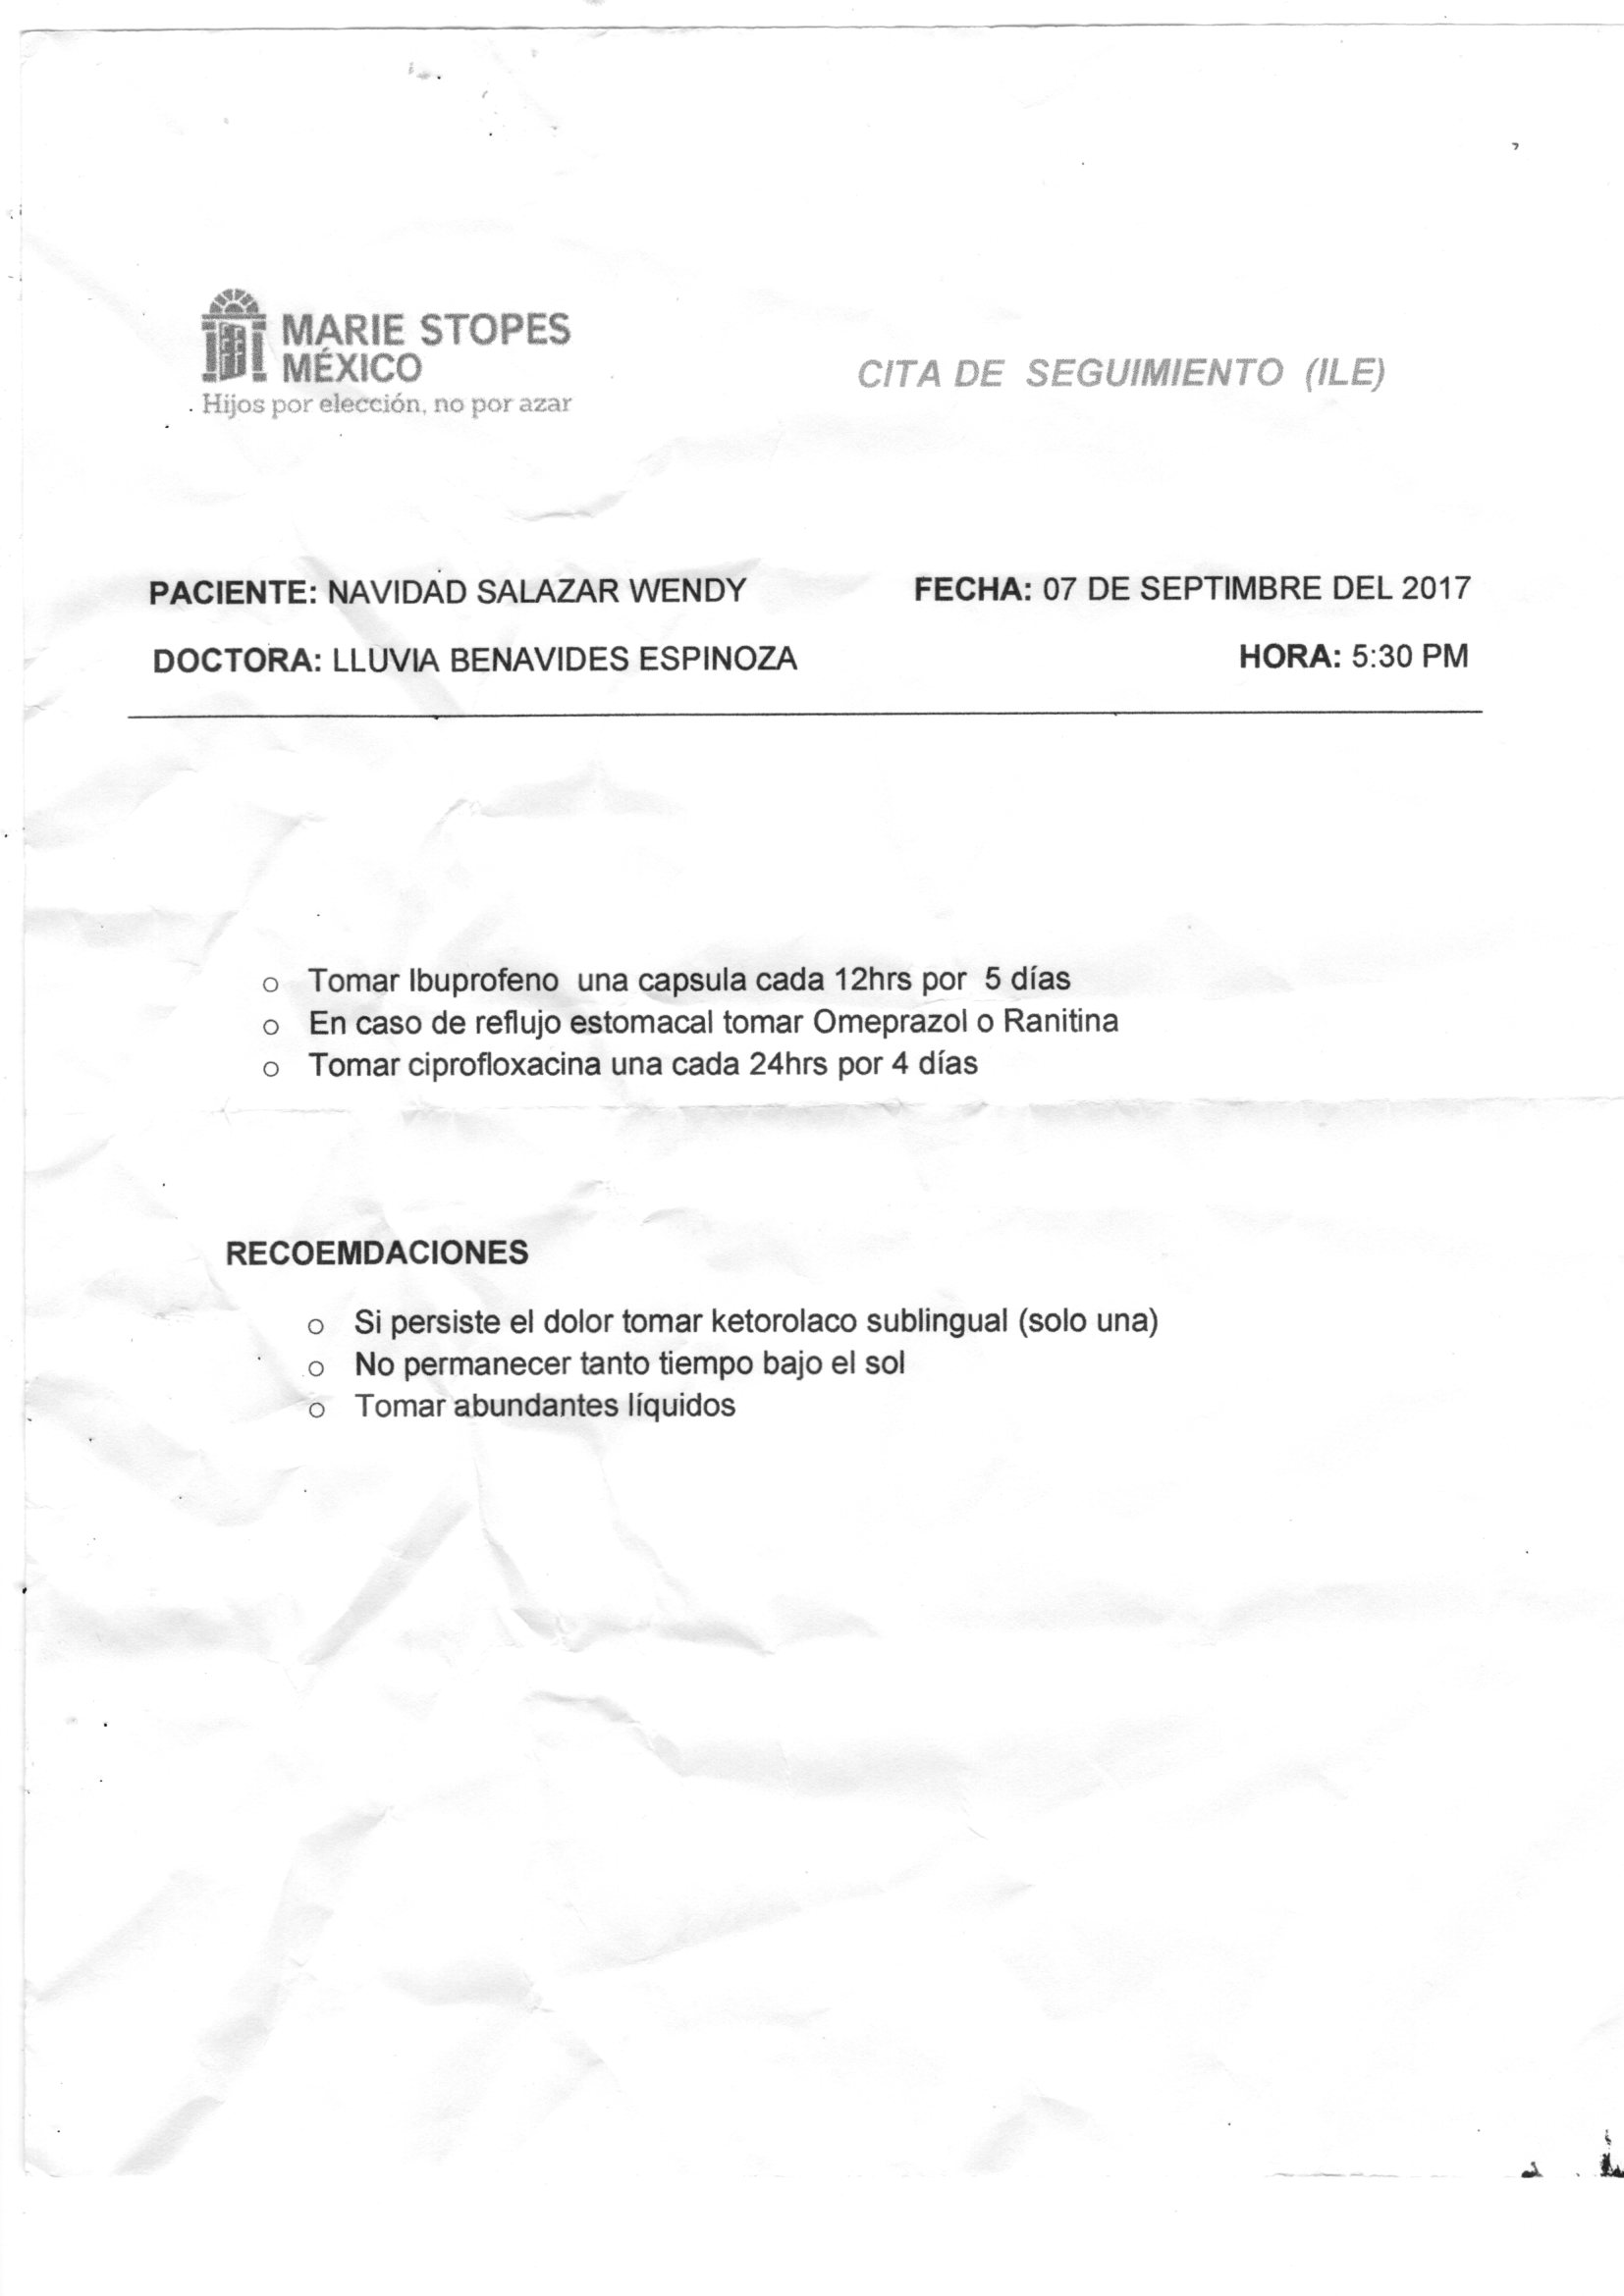 MARIE STOPES
MÉXICO
Hijos por elección, no por azar
CITA DE SEGUIMIENTO (ILE)
PACIENTE: NAVIDAD SALAZAR WENDY FECHA: 07 DE SEPTIMBRE DEL 2017
DOCTORA: LLUVIA BENAVIDES ESPINOZA HORA: 5:30 PM
o Tomar Ibuprofeno una capsula cada 12hrs por 5 días
o En caso de reflujo estomacal tomar Omeprazol o Ranitina
o Tomar ciprofloxacina una cada 24hrs por 4 días
RECOEMDACIONES
o Si persiste el dolor tomar ketorolaco sublingual (solo una)
o No permanecer tanto tiempo bajo el sol
o Tomar abundantes líquidos